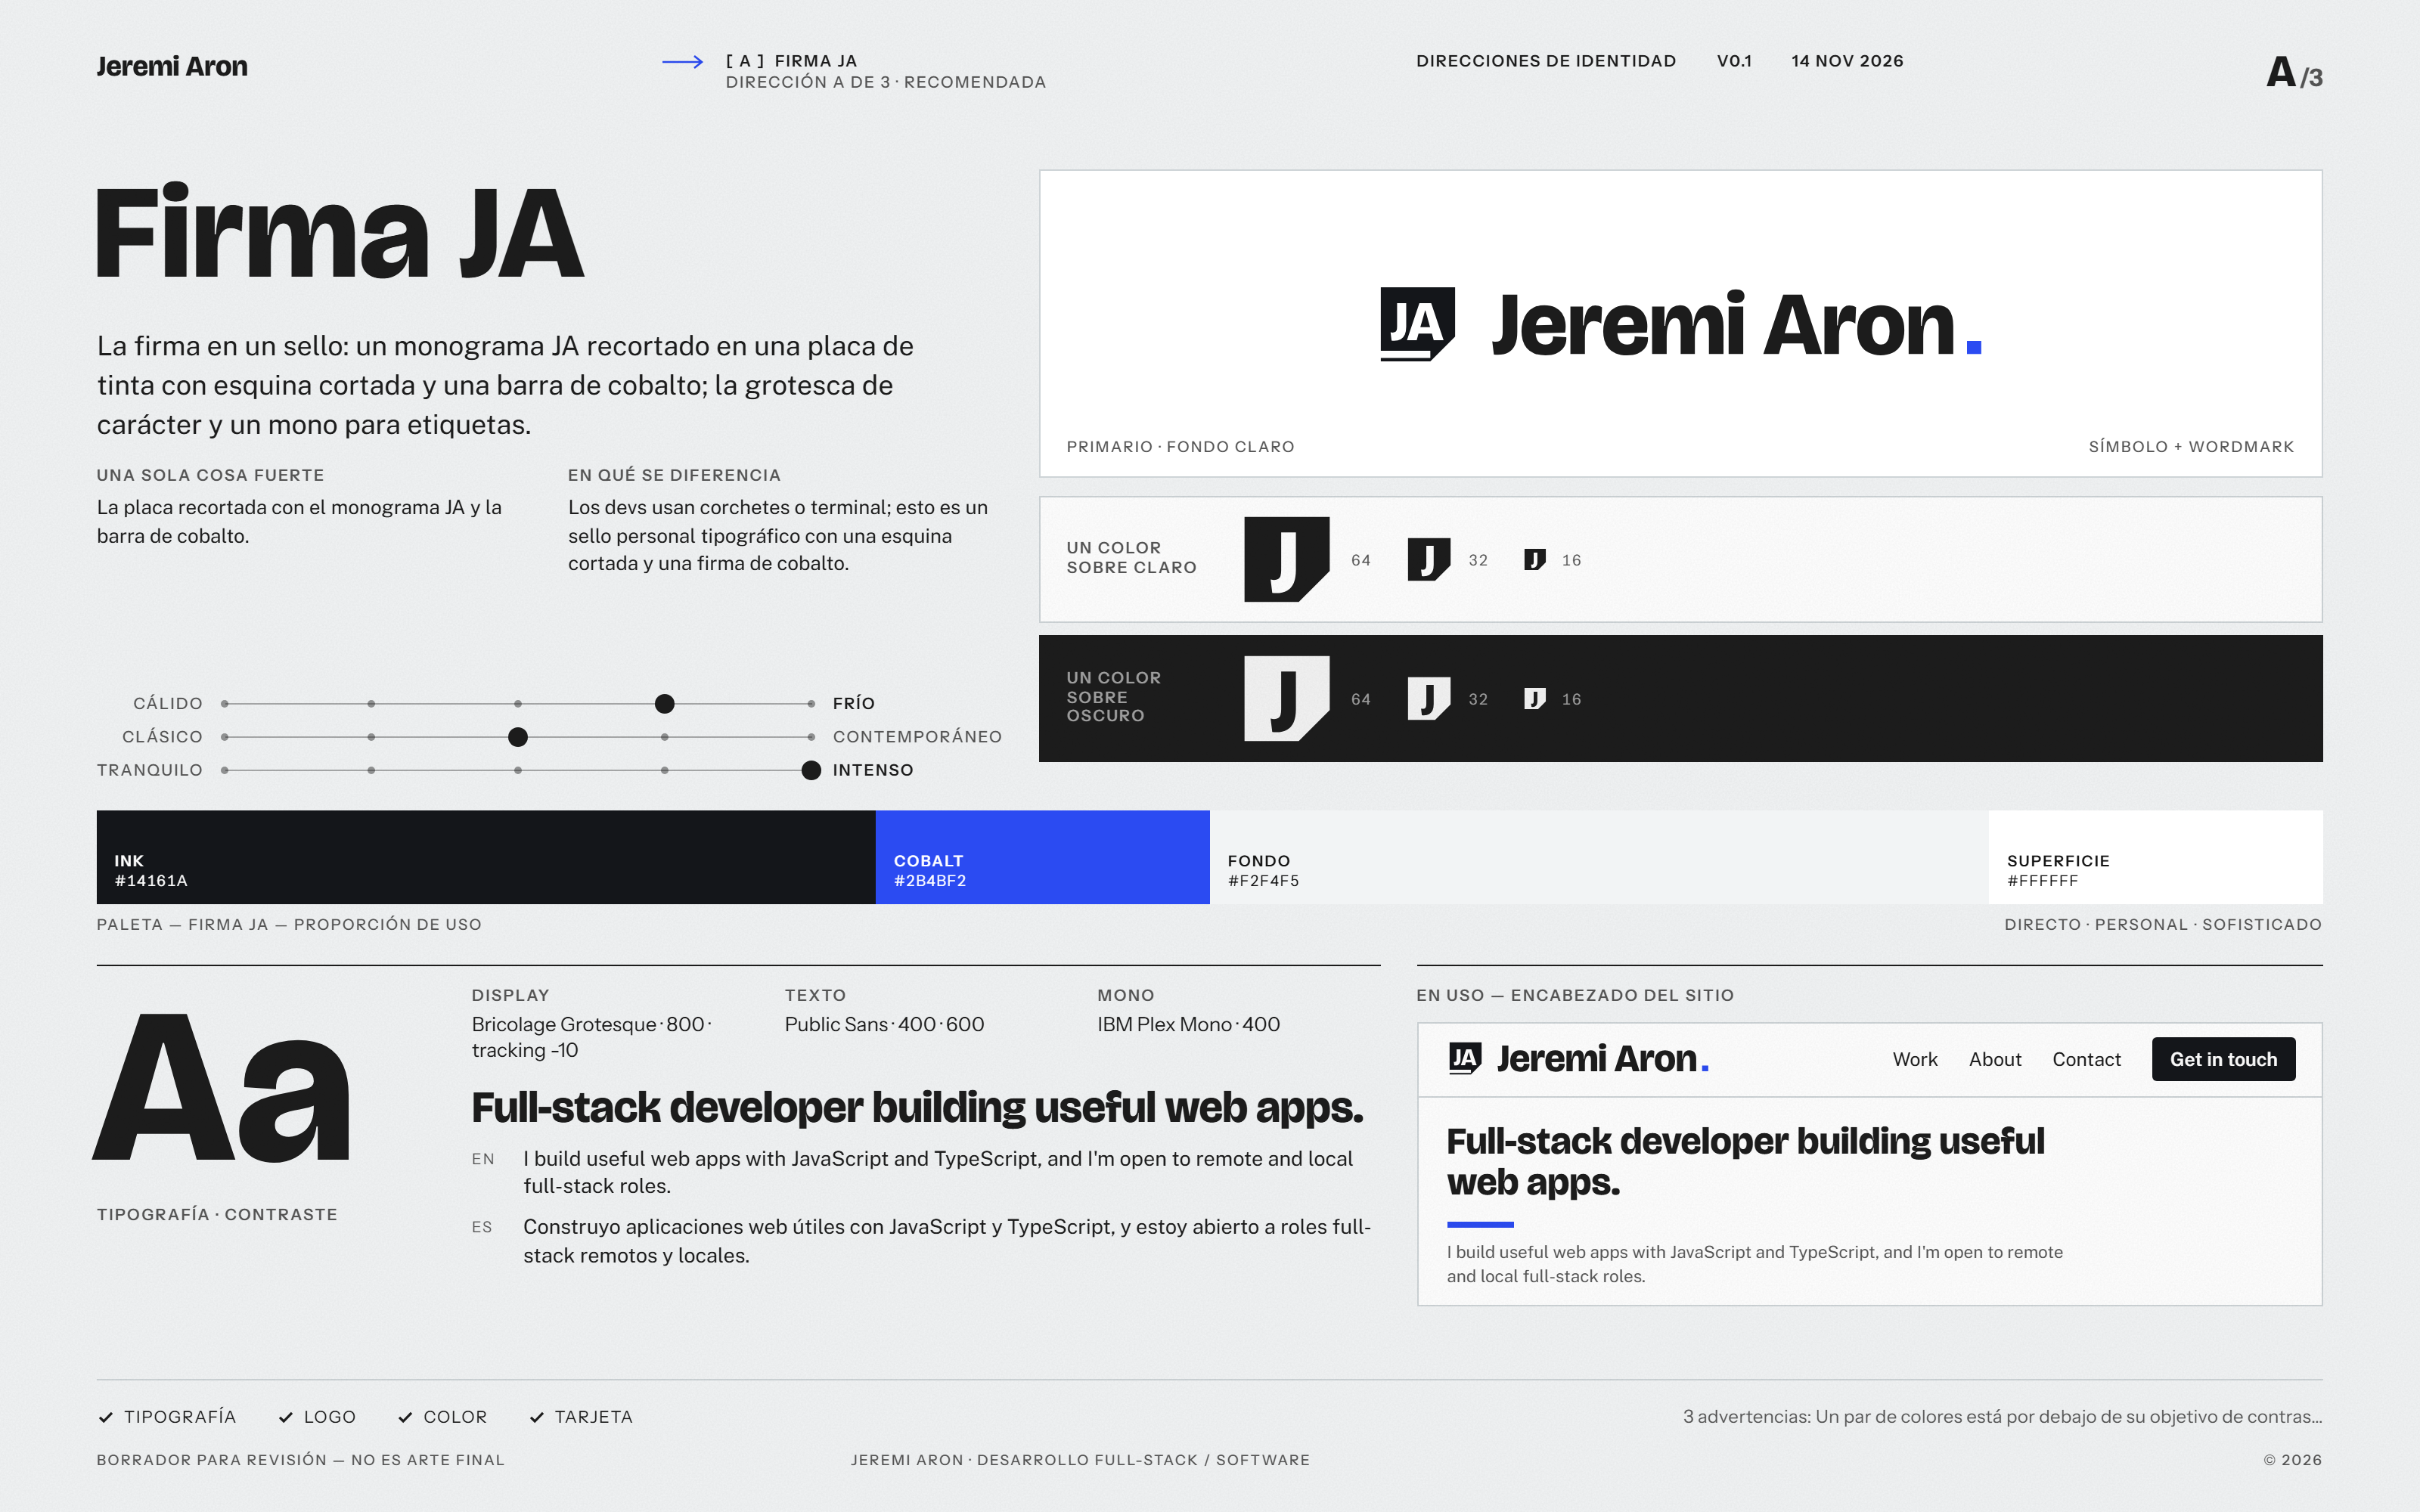 Jeremi Aron
[ A ] FIRMA JA
DIRECCIÓN A DE 3 · RECOMENDADA
DIRECCIONES DE IDENTIDAD V0.1 14 NOV 2026
A/3
Firma JA
La firma en un sello: un monograma JA recortado en una placa de
tinta con esquina cortada y una barra de cobalto; la grotesca de
carácter y un mono para etiquetas.
UNA SOLA COSA FUERTE
La placa recortada con el monograma JA y la
barra de cobalto.
EN QUÉ SE DIFERENCIA
Los devs usan corchetes o terminal; esto es un
sello personal tipográfico con una esquina
cortada y una firma de cobalto.
CÁLIDO FRÍO
CLÁSICO CONTEMPORÁNEO
TRANQUILO INTENSO
JA Jeremi Aron.
PRIMARIO · FONDO CLARO SÍMBOLO + WORDMARK
UN COLOR
SOBRE CLARO
J 64 J 32 J 16
UN COLOR
SOBRE
OSCURO
J 64 J 32 J 16
INK
#14161A
COBALT
#2B4BF2
FONDO
#F2F4F5
SUPERFICIE
#FFFFFF
PALETA — FIRMA JA — PROPORCIÓN DE USO DIRECTO · PERSONAL · SOFISTICADO
Aa
TIPOGRAFÍA · CONTRASTE
DISPLAY
Bricolage Grotesque · 800 ·
tracking -10
TEXTO
Public Sans · 400 · 600
MONO
IBM Plex Mono · 400
Full-stack developer building useful web apps.
EN I build useful web apps with JavaScript and TypeScript, and I'm open to remote and local
full-stack roles.
ES Construyo aplicaciones web útiles con JavaScript y TypeScript, y estoy abierto a roles full-
stack remotos y locales.
EN USO — ENCABEZADO DEL SITIO
JA Jeremi Aron. Work About Contact Get in touch
Full-stack developer building useful
web apps.
I build useful web apps with JavaScript and TypeScript, and I'm open to remote
and local full-stack roles.
TIPOGRAFÍA LOGO COLOR TARJETA
3 advertencias: Un par de colores está por debajo de su objetivo de contras…
BORRADOR PARA REVISIÓN — NO ES ARTE FINAL JEREMI ARON · DESARROLLO FULL-STACK / SOFTWARE © 2026